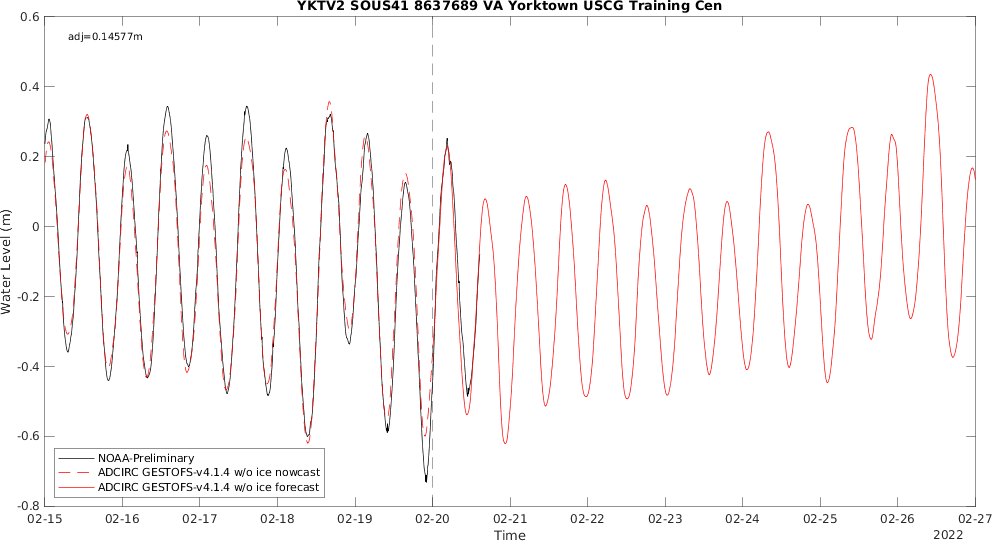 YKTV2 SOUS41 8637689 VA Yorktown USCG Training Cen
adj=0.14577m
0.6
0.4
0.2
0
-0.2
-0.4
-0.6
-0.8
Water Level (m)
NOAA-Preliminary
ADCIRC GESTOFS-v4.1.4 w/o ice nowcast
ADCIRC GESTOFS-v4.1.4 w/o ice forecast
02-15 02-16 02-17 02-18 02-19 02-20 02-21 02-22 02-23 02-24 02-25 02-26 02-27
Time
2022